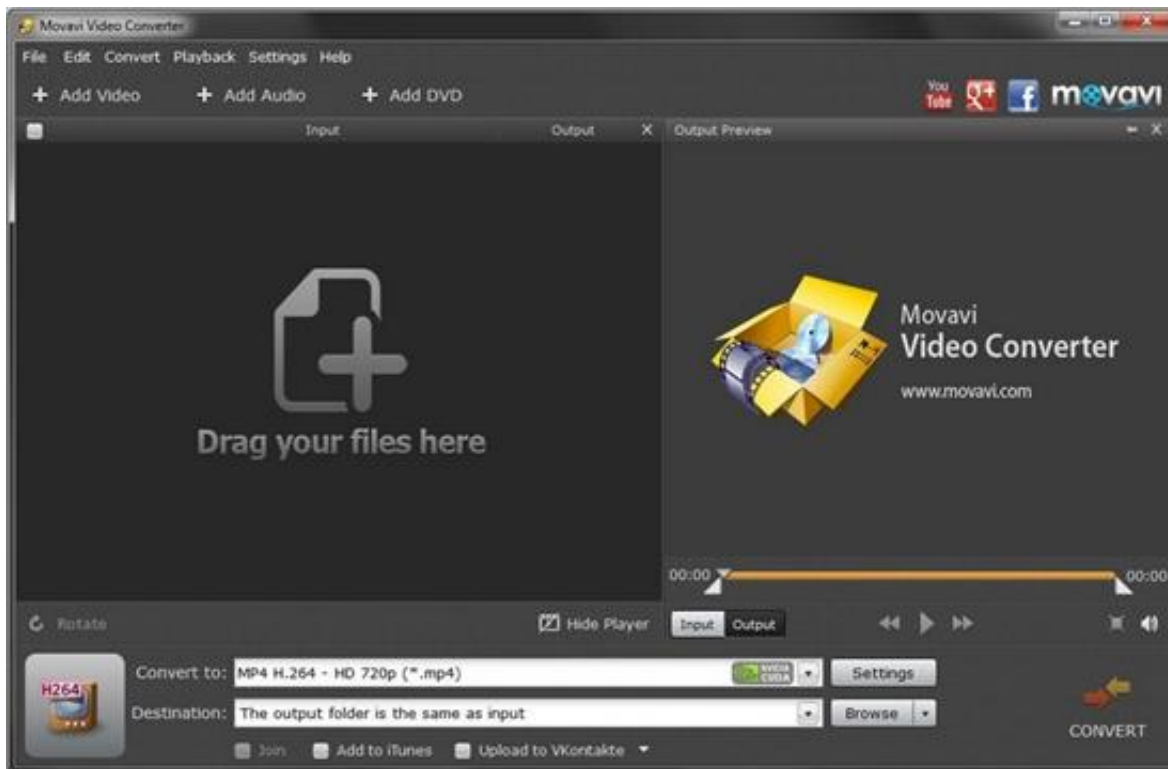 Movavi Video Converter
File Edit Convert Playback Settings Help
+ Add Video + Add Audio + Add DVD
You Tube g+ f movavi
Input Output X Output Preview X
Drag your files here
Movavi
Video Converter
www.movavi.com
00:00 00:00
Rotate Hide Player Input Output
H264 Convert to: MP4 H.264 - HD 720p (*.mp4) NVIDIA CUDA Settings
Destination: The output folder is the same as input Browse
CONVERT
Join Add to iTunes Upload to VKontakte